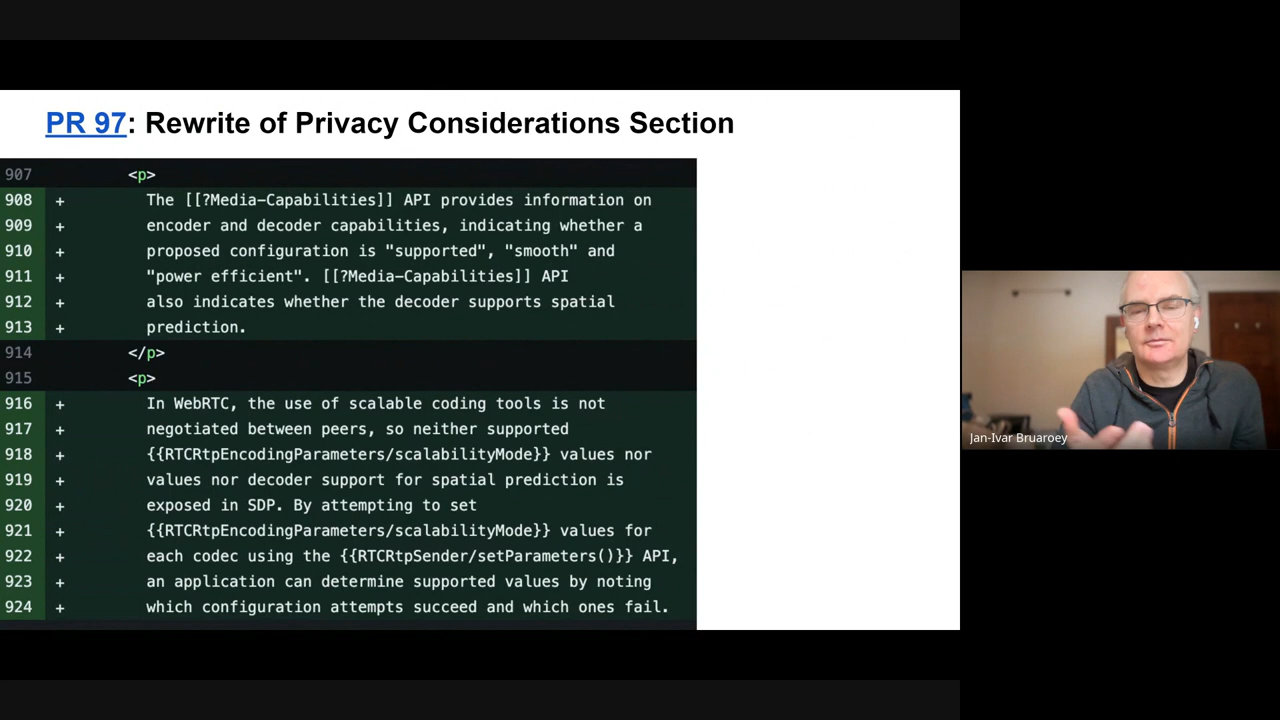 PR 97: Rewrite of Privacy Considerations Section
907 <p>
908 + The [[?Media-Capabilities]] API provides information on
909 + encoder and decoder capabilities, indicating whether a
910 + proposed configuration is "supported", "smooth" and
911 + "power efficient". [[?Media-Capabilities]] API
912 + also indicates whether the decoder supports spatial
913 + prediction.
914 </p>
915 <p>
916 + In WebRTC, the use of scalable coding tools is not
917 + negotiated between peers, so neither supported
918 + {{RTCRtpEncodingParameters/scalabilityMode}} values nor
919 + values nor decoder support for spatial prediction is
920 + exposed in SDP. By attempting to set
921 + {{RTCRtpEncodingParameters/scalabilityMode}} values for
922 + each codec using the {{RTCRtpSender/setParameters()}} API,
923 + an application can determine supported values by noting
924 + which configuration attempts succeed and which ones fail.
Jan-Ivar Bruaroey